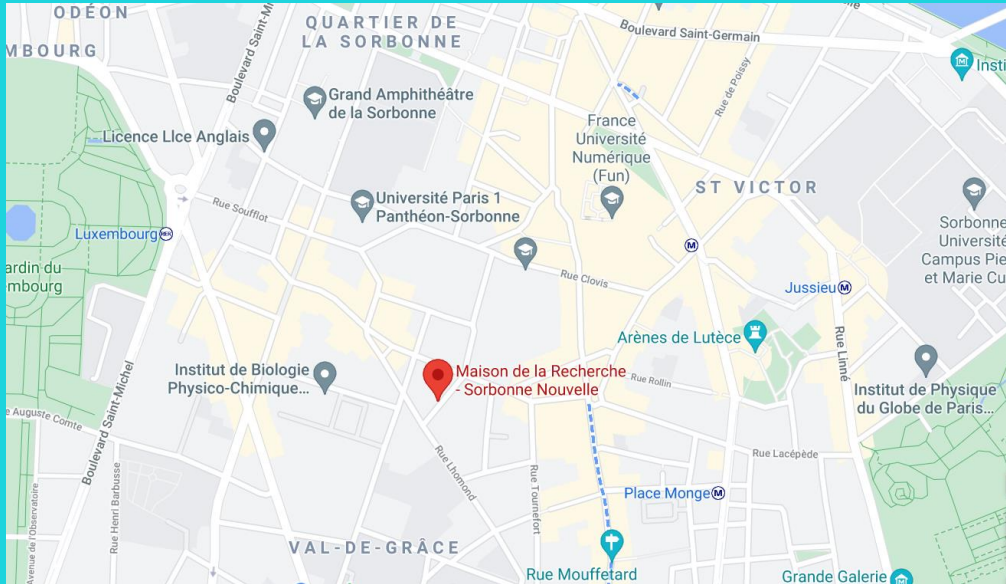 ODÉON
QUARTIER DE
LA SORBONNE
Boulevard Saint-Germain
MBOURG
Boulevard Saint-M
Insti
Rue de Poissy
Grand Amphithéâtre
de la Sorbonne
Licence Llce Anglais
France
Université
Numérique
(Fun)
ST VICTOR
Université Paris 1
Panthéon-Sorbonne
Rue Soufflot
Luxembourg
M
Sorbonne
Université
Campus Pie
et Marie Cu
ardin du
embourg
Rue Clovis
Jussieu M
Arènes de Lutèce
Rue Linné
Institut de Biologie
Physico-Chimique...
Maison de la Recherche
- Sorbonne Nouvelle
Rue Rollin
Institut de Physique
du Globe de Paris...
e Auguste Comte
Boulevard Saint-Michel
Rue Lhomond
Rue Lacépède
Rue Henri Barbusse
Avenue de l'Observatoire
Rue Tournefort
Place Monge M
VAL-DE-GRÂCE
Rue Mouffetard
Grande Galerie